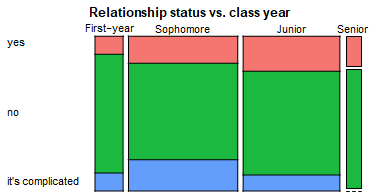 Relationship status vs. class year
First-year Sophomore Junior Senior
yes
no
it's complicated